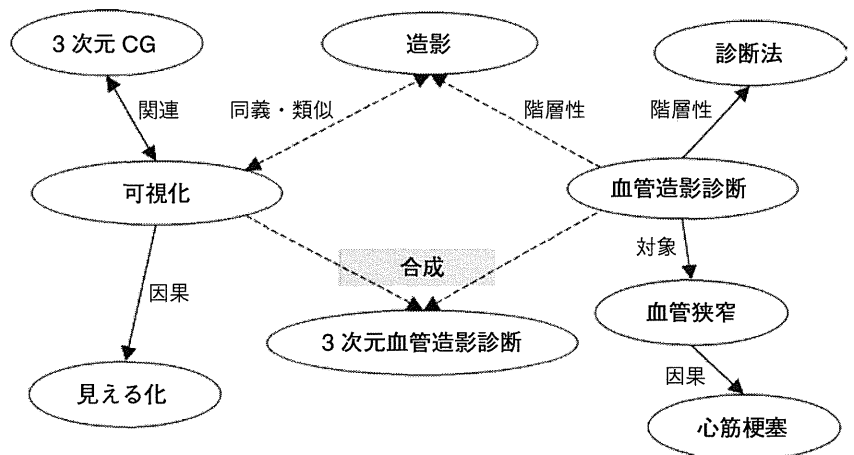 3次元CG
造影
診断法
関連
同義・類似
階層性
階層性
可視化
血管造影診断
合成
対象
因果
血管狭窄
3次元血管造影診断
因果
見える化
心筋梗塞